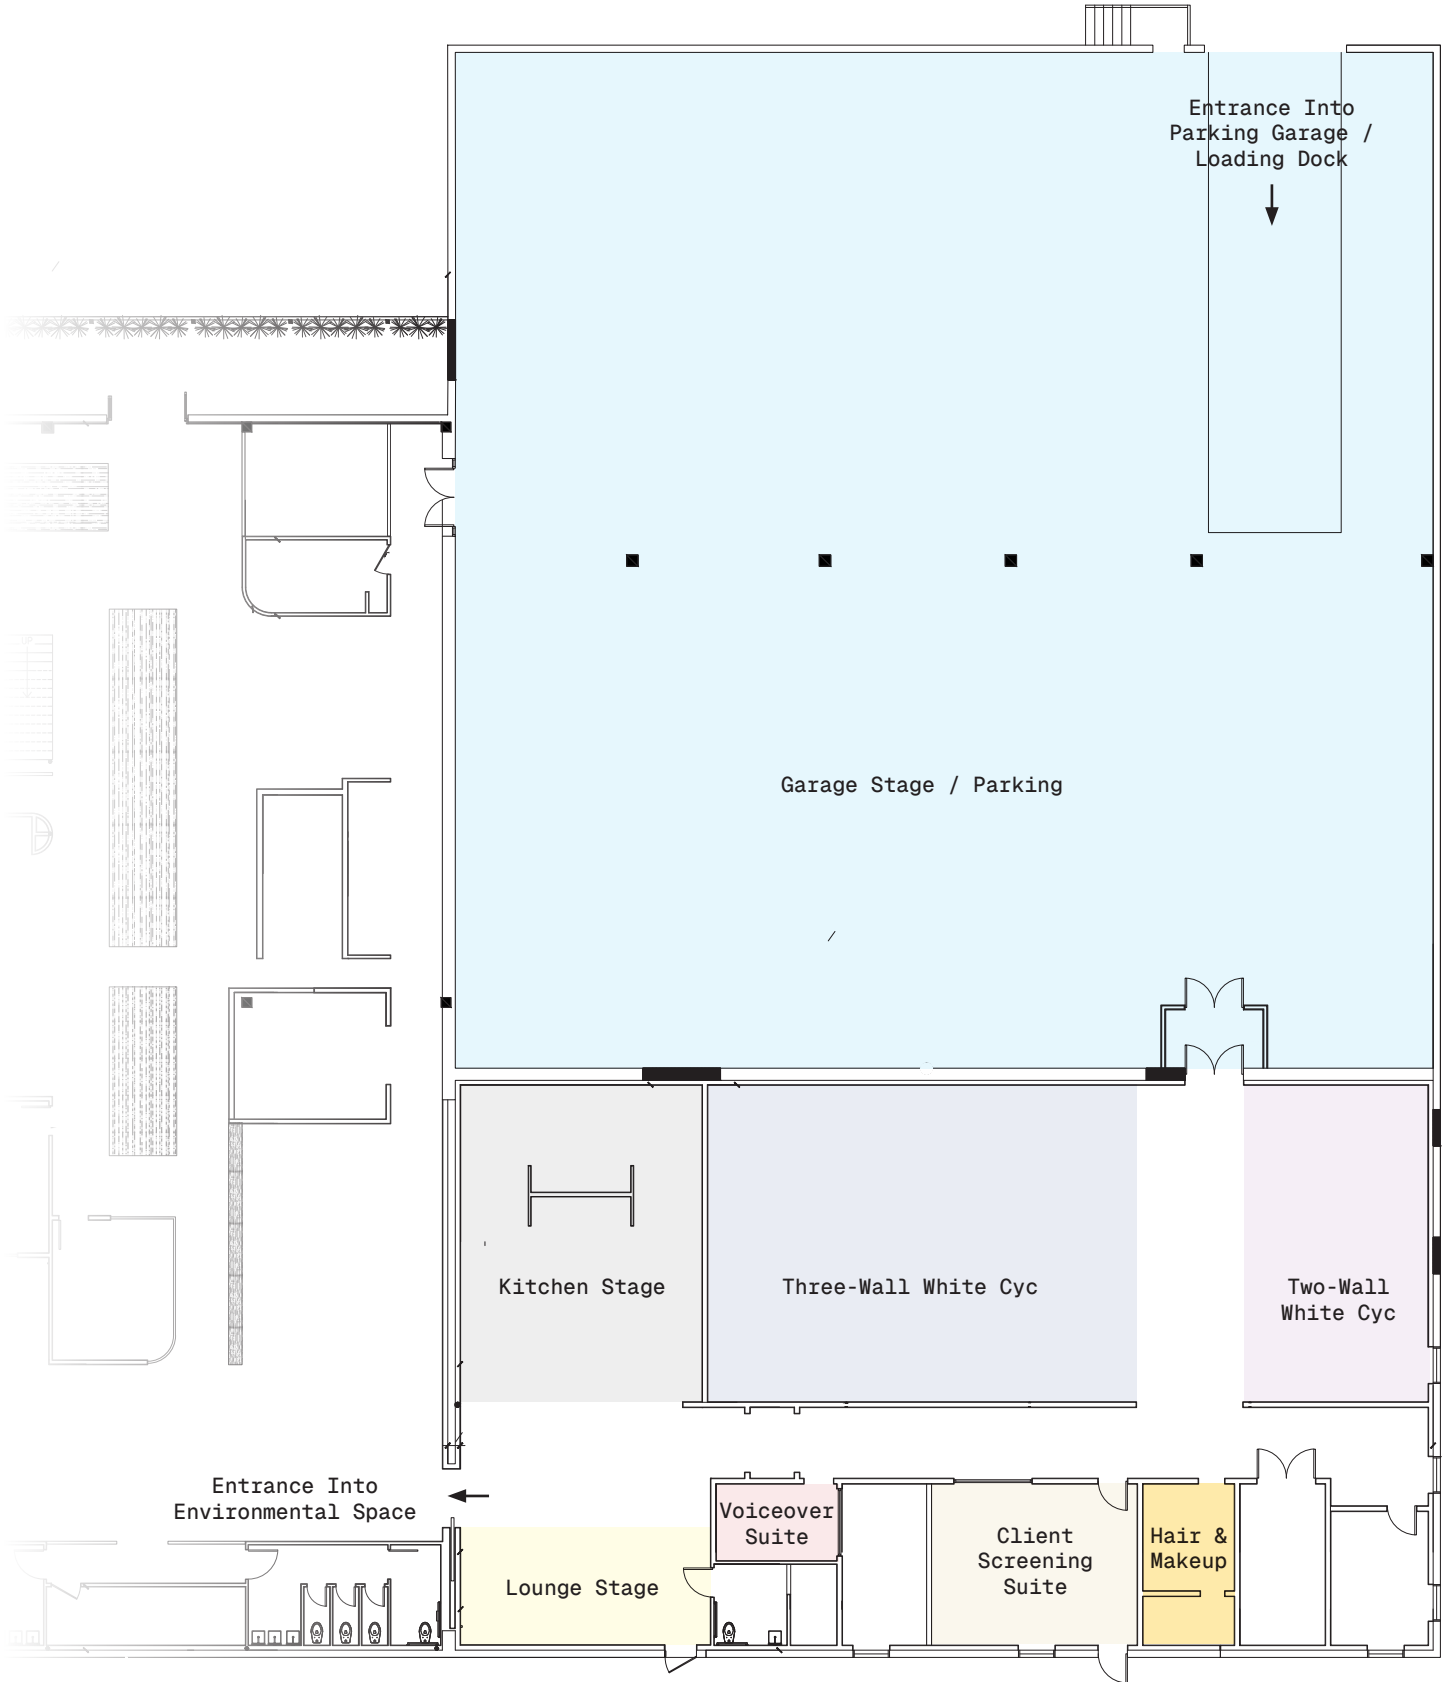 Entrance Into
Parking Garage /
Loading Dock
Garage Stage / Parking
Kitchen Stage
Three-Wall White Cyc
Two-Wall
White Cyc
Entrance Into
Environmental Space
Voiceover
Suite
Client
Screening
Suite
Hair &
Makeup
Lounge Stage